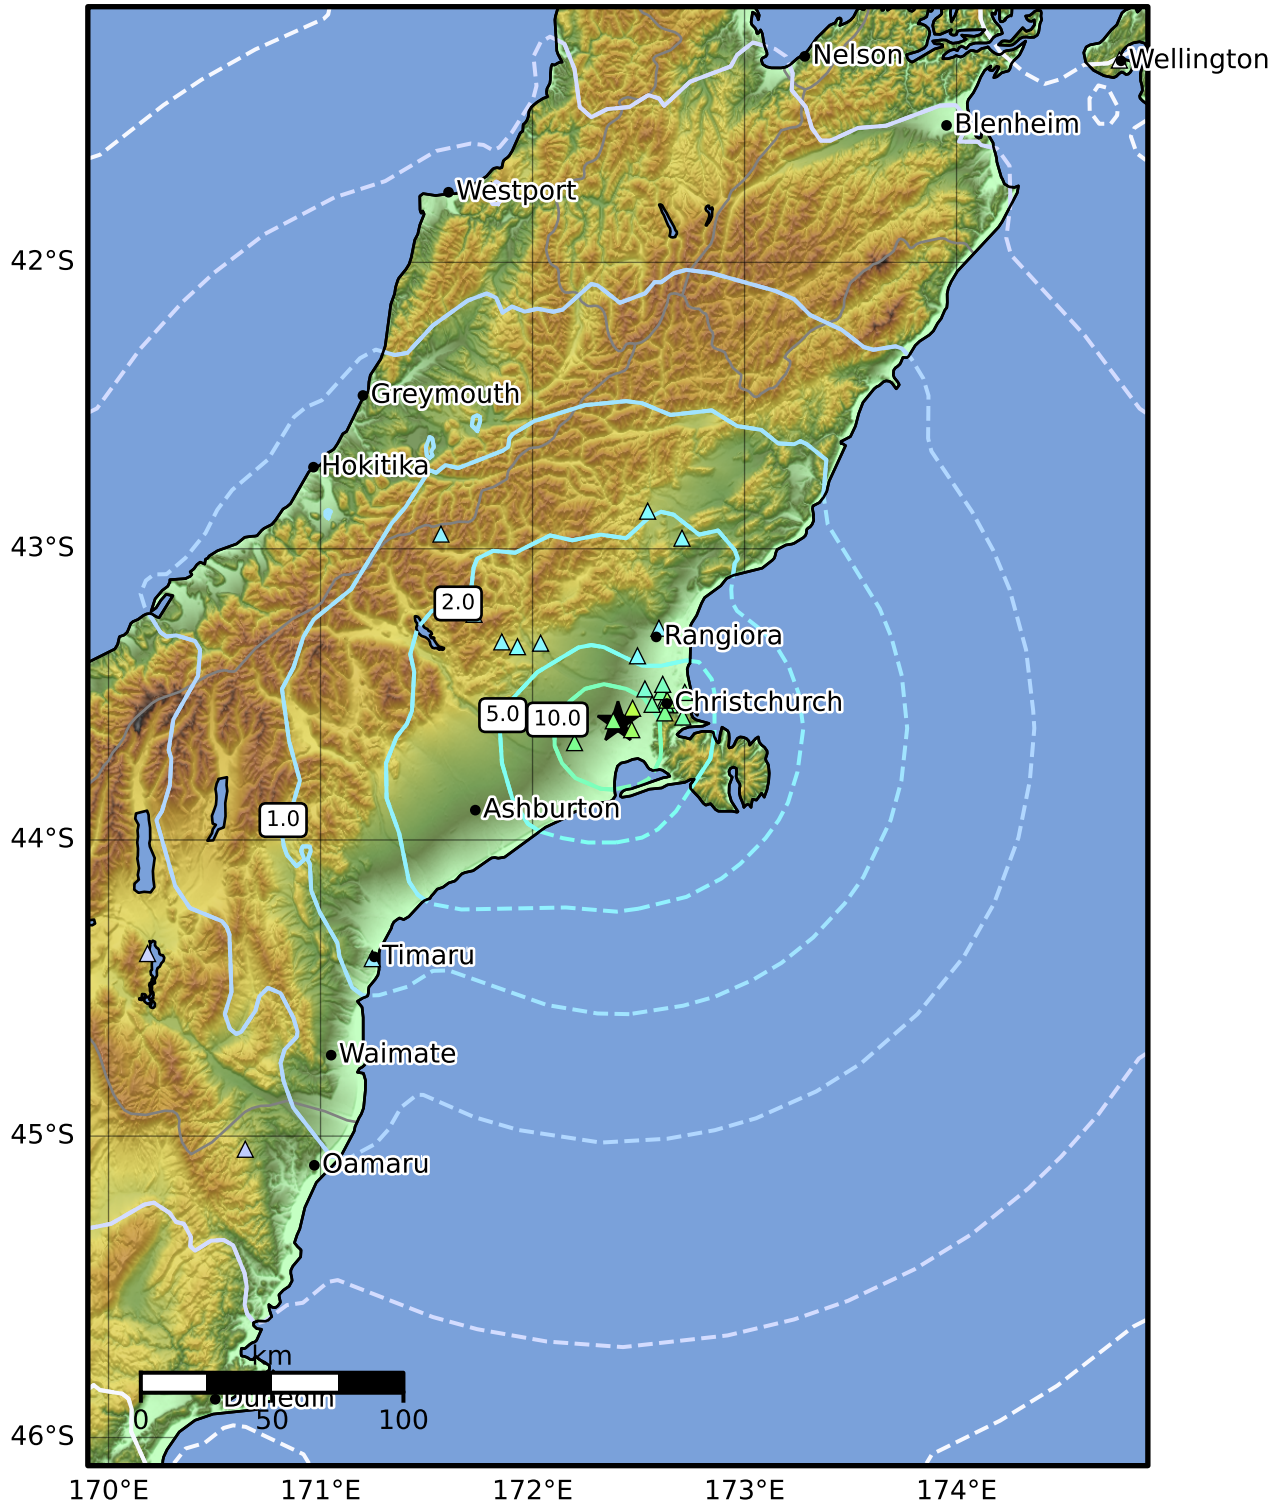 Nelson
Wellington
Blenheim
Westport
42°S
Greymouth
Hokitika
43°S
2.0
Rangiora
Christchurch
5.0
10.0
Ashburton
1.0
44°S
Timaru
Waimate
45°S
Oamaru
km
Dunedin
0
50
100
46°S
170°E
171°E
172°E
173°E
174°E